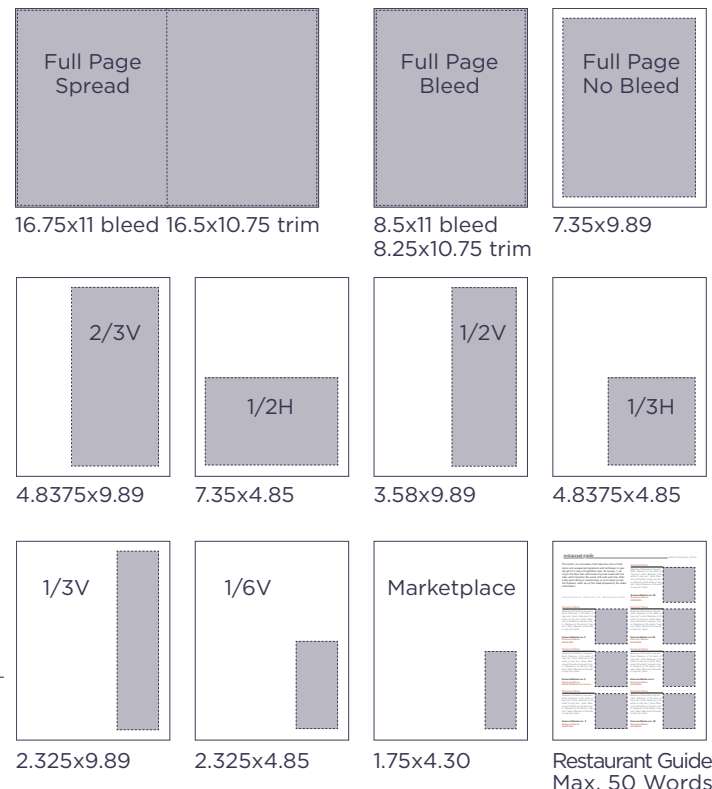 Full Page
Spread
16.75x11 bleed 16.5x10.75 trim
Full Page
Bleed
8.5x11 bleed
8.25x10.75 trim
Full Page
No Bleed
7.35x9.89
2/3V
4.8375x9.89
1/2H
7.35x4.85
1/2V
3.58x9.89
1/3H
4.8375x4.85
1/3V
2.325x9.89
1/6V
2.325x4.85
Marketplace
1.75x4.30
restaurant guide
Restaurant Guide
Max. 50 Words